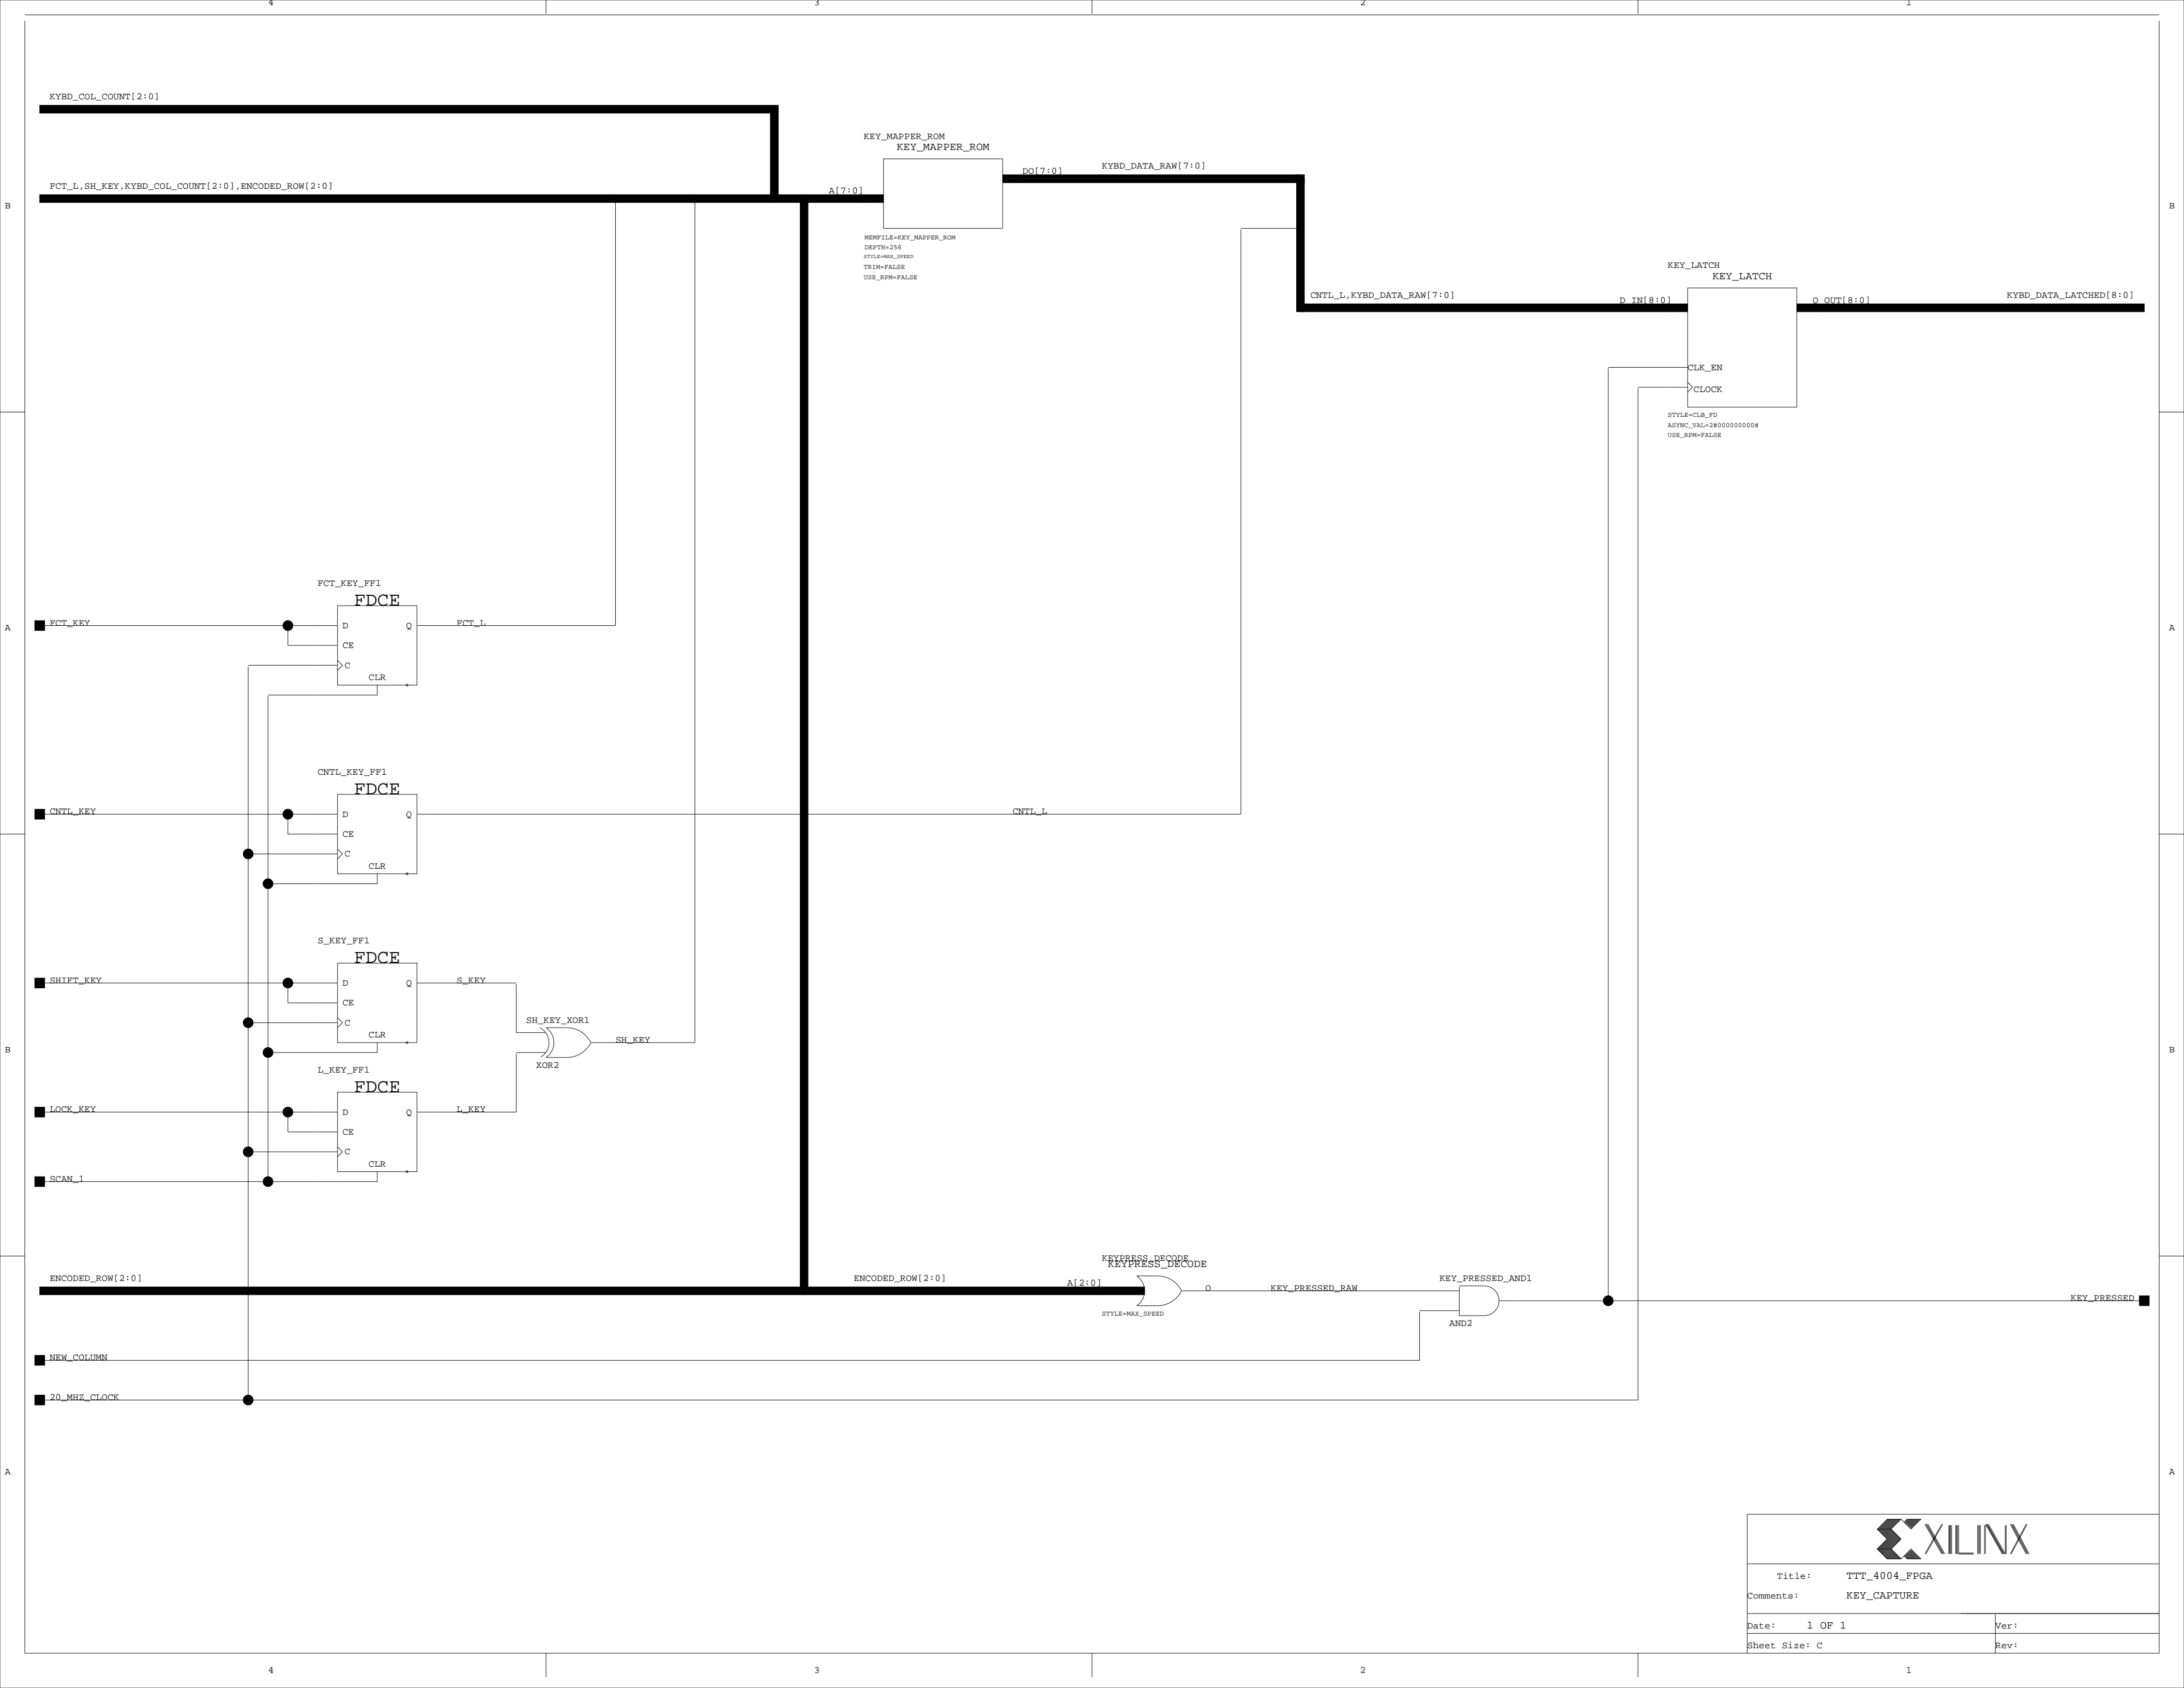 4 3 2 1
KYBD_COL_COUNT[2:0]
KEY_MAPPER_ROM
KEY_MAPPER_ROM
FCT_L,SH_KEY,KYBD_COL_COUNT[2:0],ENCODED_ROW[2:0]
A[7:0]
DO[7:0]
KYBD_DATA_RAW[7:0]
B
B
MEMFILE=KEY_MAPPER_ROM
DEPTH=256
STYLE=MAX_SPEED
TRIM=FALSE
USE_RPM=FALSE
KEY_LATCH
KEY_LATCH
CNTL_L,KYBD_DATA_RAW[7:0]
D_IN[8:0]
Q_OUT[8:0]
KYBD_DATA_LATCHED[8:0]
CLK_EN
CLOCK
STYLE=CLB_FD
ASYNC_VAL=2#000000000#
USE_RPM=FALSE
FCT_KEY_FF1
FDCE
A
FCT_KEY
D
Q
FCT_L
A
CE
C
CLR
CNTL_KEY_FF1
FDCE
CNTL_KEY
D
Q
CNTL_L
CE
C
CLR
S_KEY_FF1
FDCE
SHIFT_KEY
D
Q
S_KEY
CE
C
CLR
SH_KEY_XOR1
SH_KEY
XOR2
B
B
L_KEY_FF1
FDCE
LOCK_KEY
D
Q
L_KEY
CE
C
CLR
SCAN_1
ENCODED_ROW[2:0]
ENCODED_ROW[2:0]
KEYPRESS_DECODE
KEYPRESS_DECODE
A[2:0]
O
KEY_PRESSED_RAW
STYLE=MAX_SPEED
KEY_PRESSED_AND1
AND2
KEY_PRESSED
NEW_COLUMN
20_MHZ_CLOCK
A
A
XILINX
Title: TTT_4004_FPGA
Comments: KEY_CAPTURE
Date: 1 OF 1 Ver:
Sheet Size: C Rev:
4 3 2 1